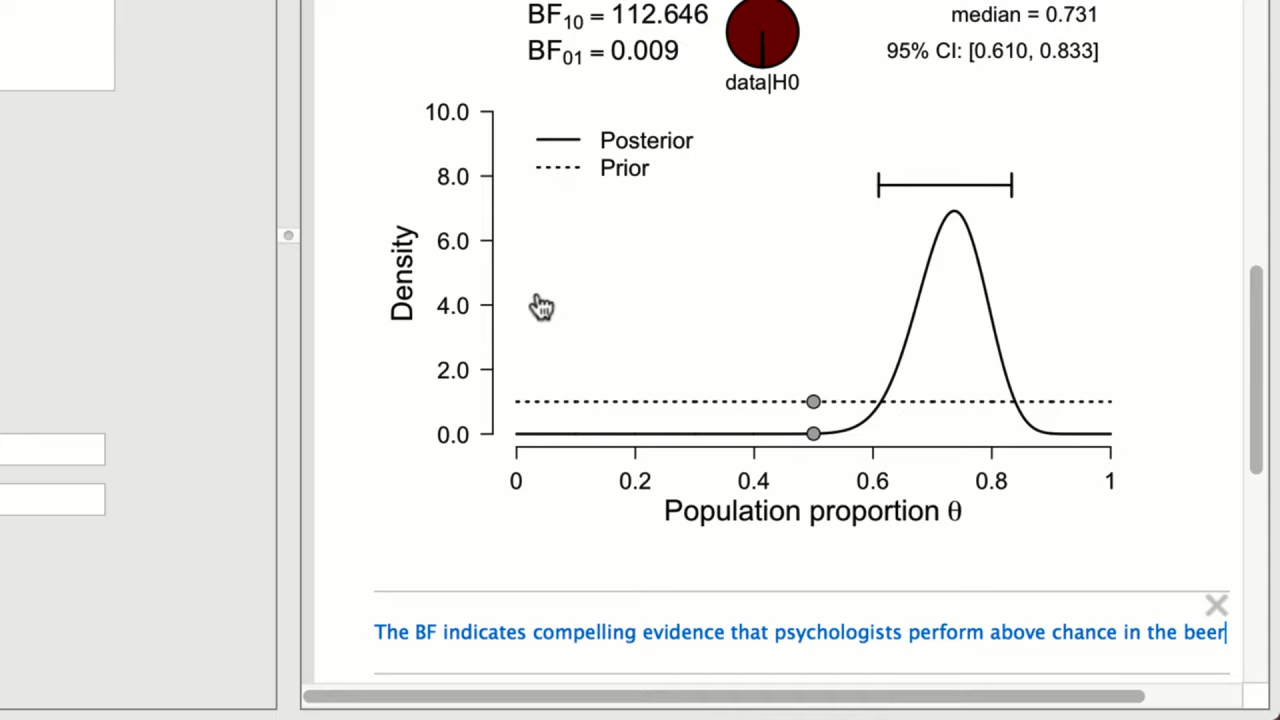 BF10 = 112.646
median = 0.731
BF01 = 0.009
95% CI: [0.610, 0.833]
data|H0
10.0
Posterior
Prior
8.0
6.0
4.0
2.0
0.0
Density
0 0.2 0.4 0.6 0.8 1
Population proportion θ
The BF indicates compelling evidence that psychologists perform above chance in the beer